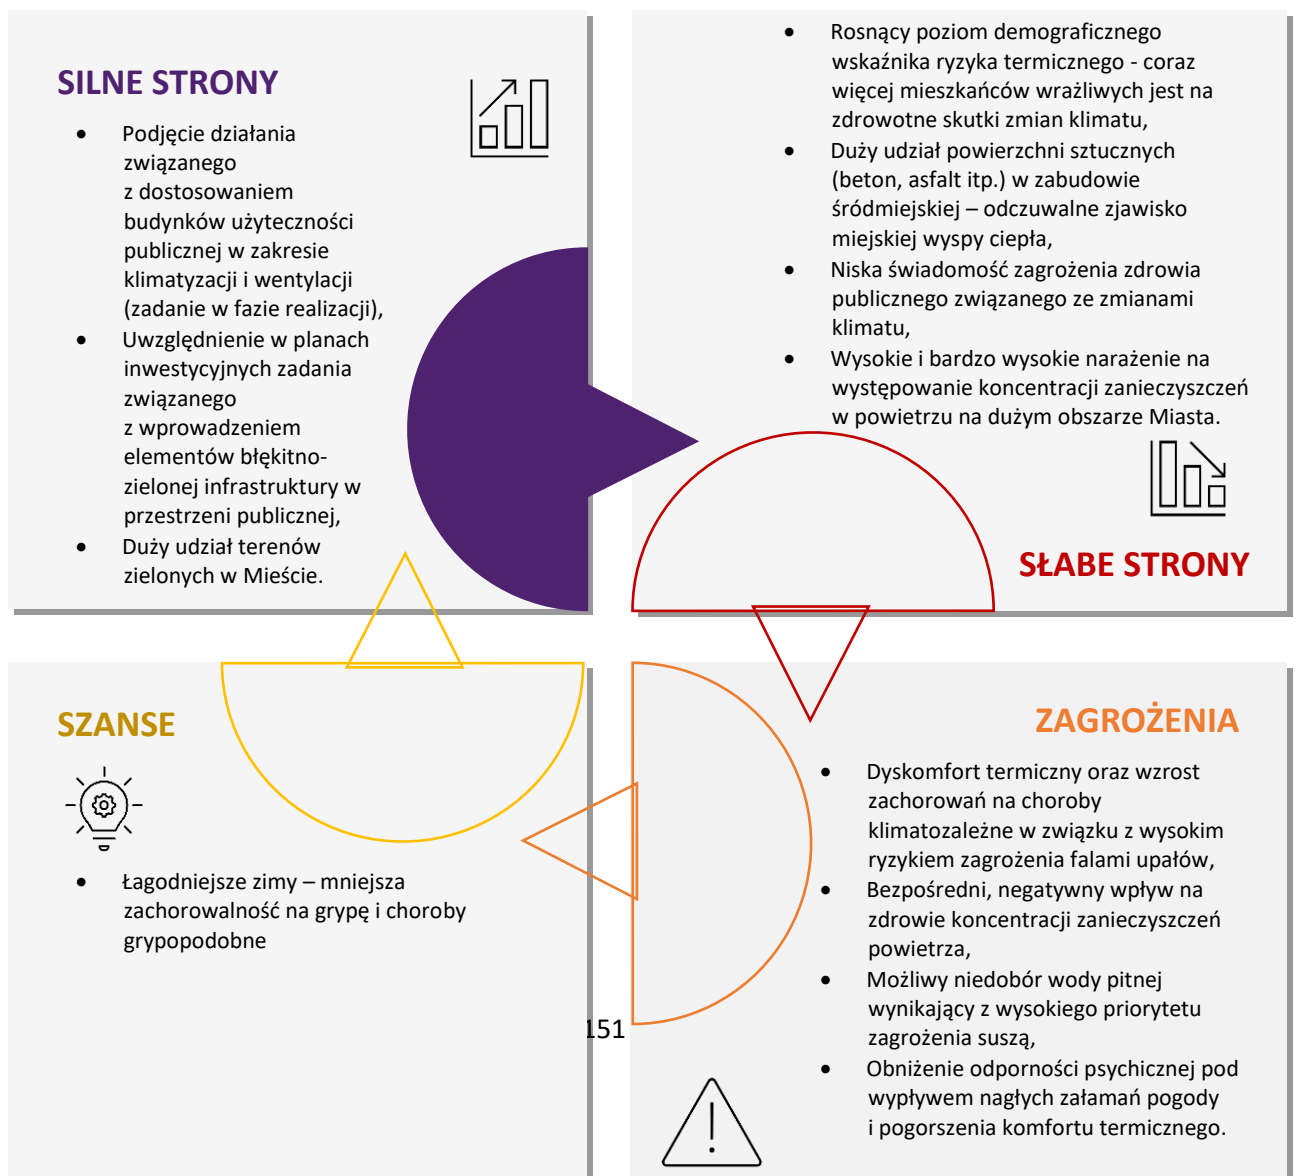 SILNE STRONY
• Podjęcie działania
związanego
z dostosowaniem
budynków użyteczności
publicznej w zakresie
klimatyzacji i wentylacji
(zadanie w fazie realizacji),
• Uwzględnienie w planach
inwestycyjnych zadania
związanego
z wprowadzeniem
elementów błękitno-
zielonej infrastruktury w
przestrzeni publicznej,
• Duży udział terenów
zielonych w Mieście.
• Rosnący poziom demograficznego
wskaźnika ryzyka termicznego - coraz
więcej mieszkańców wrażliwych jest na
zdrowotne skutki zmian klimatu,
• Duży udział powierzchni sztucznych
(beton, asfalt itp.) w zabudowie
śródmiejskiej – odczuwalne zjawisko
miejskiej wyspy ciepła,
• Niska świadomość zagrożenia zdrowia
publicznego związanego ze zmianami
klimatu,
• Wysokie i bardzo wysokie narażenie na
występowanie koncentracji zanieczyszczeń
w powietrzu na dużym obszarze Miasta.
SŁABE STRONY
SZANSE
• Łagodniejsze zimy – mniejsza
zachorowalność na grypę i choroby
grypopodobne
ZAGROŻENIA
• Dyskomfort termiczny oraz wzrost
zachorowań na choroby
klimatozależne w związku z wysokim
ryzykiem zagrożenia falami upałów,
• Bezpośredni, negatywny wpływ na
zdrowie koncentracji zanieczyszczeń
powietrza,
• Możliwy niedobór wody pitnej
wynikający z wysokiego priorytetu
zagrożenia suszą,
• Obniżenie odporności psychicznej pod
wypływem nagłych załamań pogody
i pogorszenia komfortu termicznego.
151